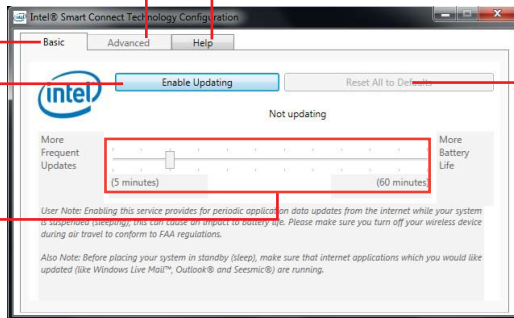 Intel® Smart Connect Technology Configuration
Basic Advanced Help
intel
Enable Updating Reset All to Defaults
Not updating
More
Frequent
Updates
More
Battery
Life
(5 minutes) (60 minutes)
User Note: Enabling this service provides for periodic application data updates from the internet while your system
is suspended (sleeping); this can cause an impact to battery life. Please make sure you turn off your wireless device
during air travel to conform to FAA regulations.
Also Note: Before placing your system in standby (sleep), make sure that internet applications which you would like
updated (like Windows Live Mail™, Outlook® and Seesmic®) are running.